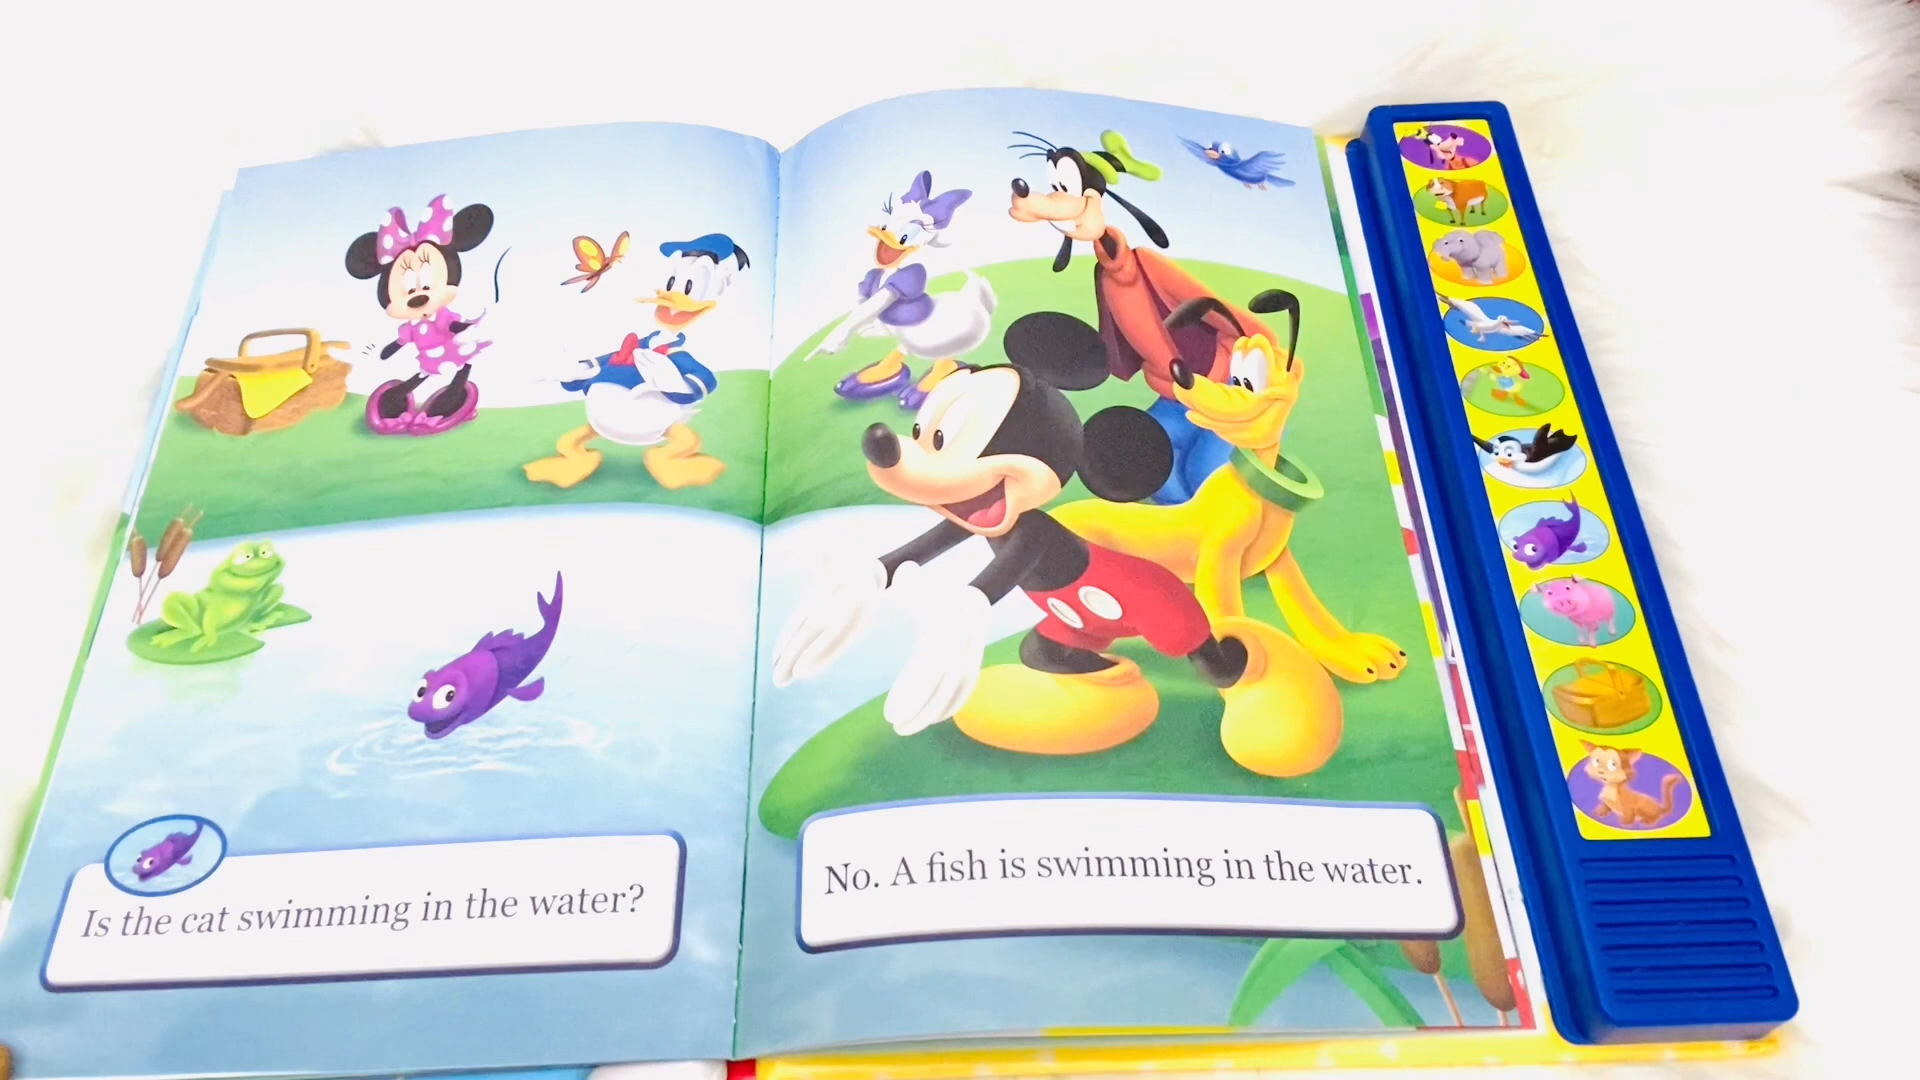 Is the cat swimming in the water?
No. A fish is swimming in the water.